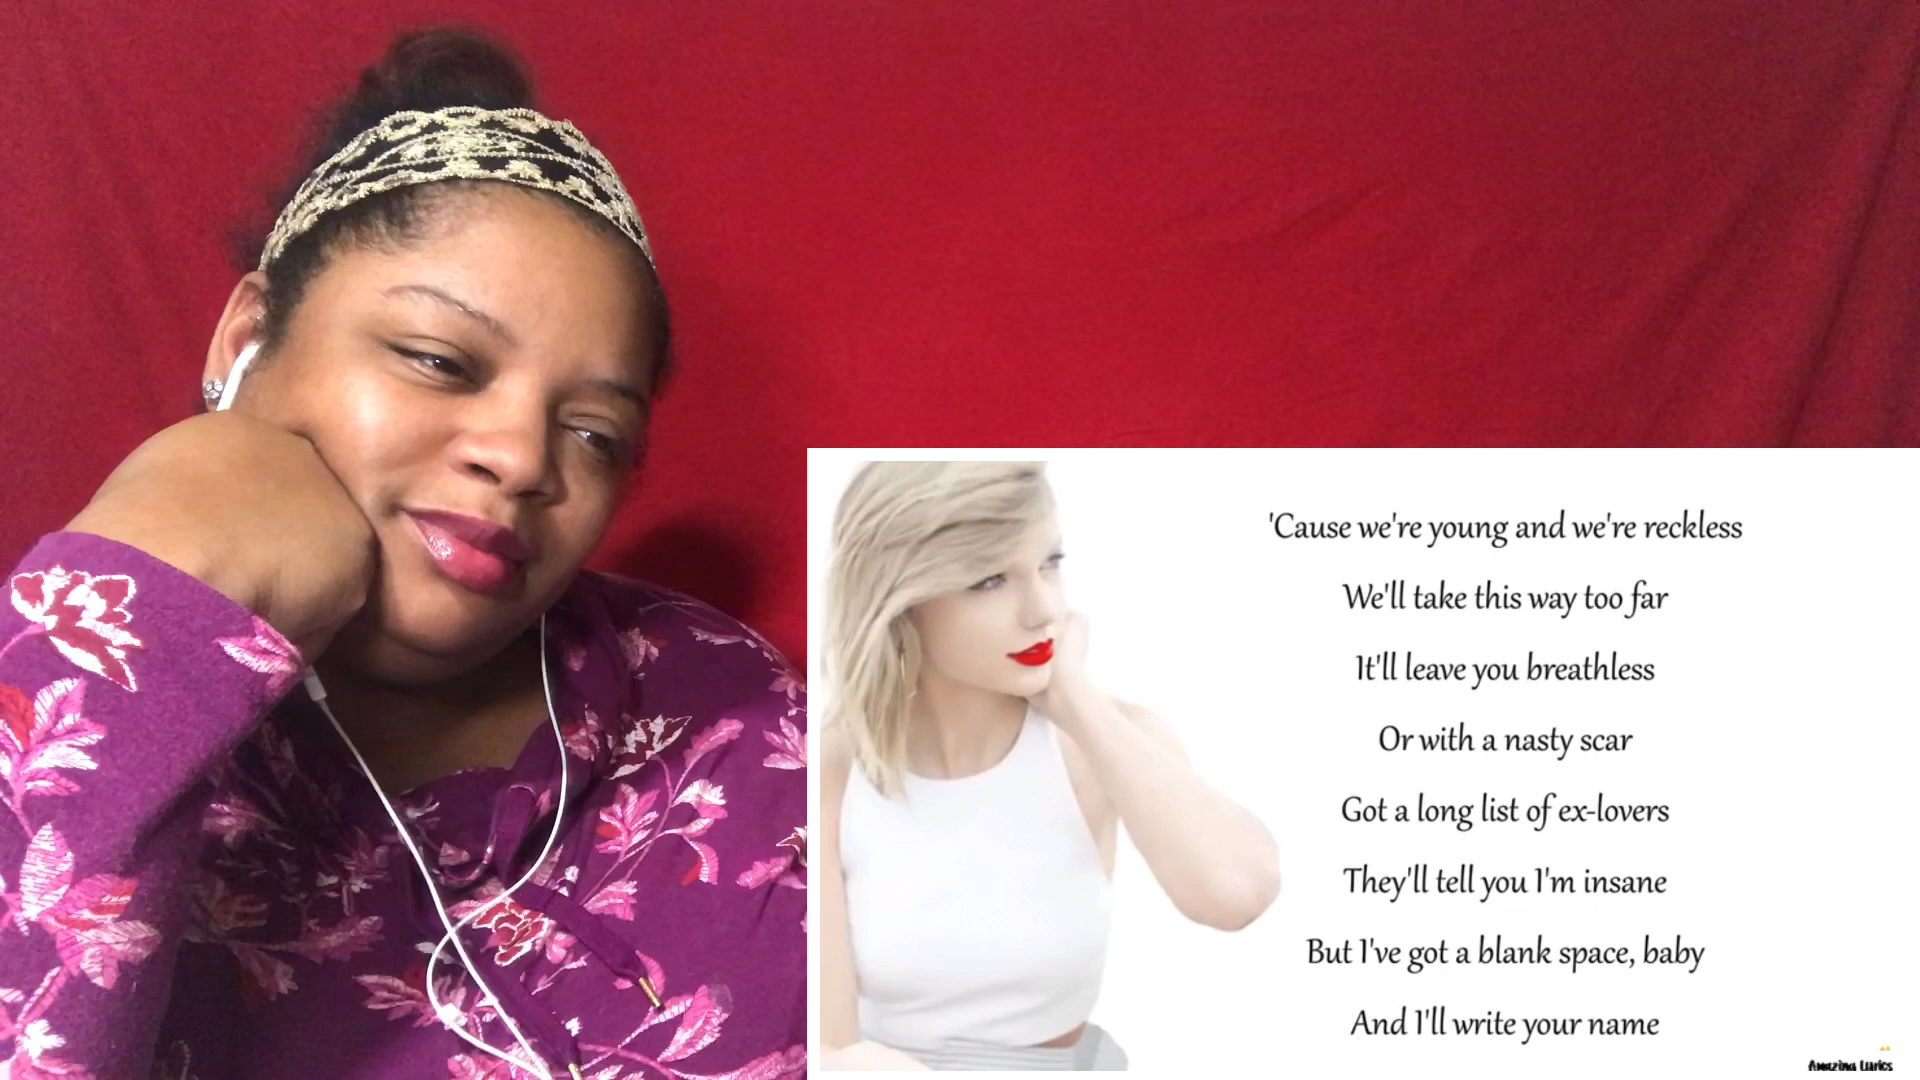 'Cause we're young and we're reckless
We'll take this way too far
It'll leave you breathless
Or with a nasty scar
Got a long list of ex-lovers
They'll tell you I'm insane
But I've got a blank space, baby
And I'll write your name
Amazing Lyrics